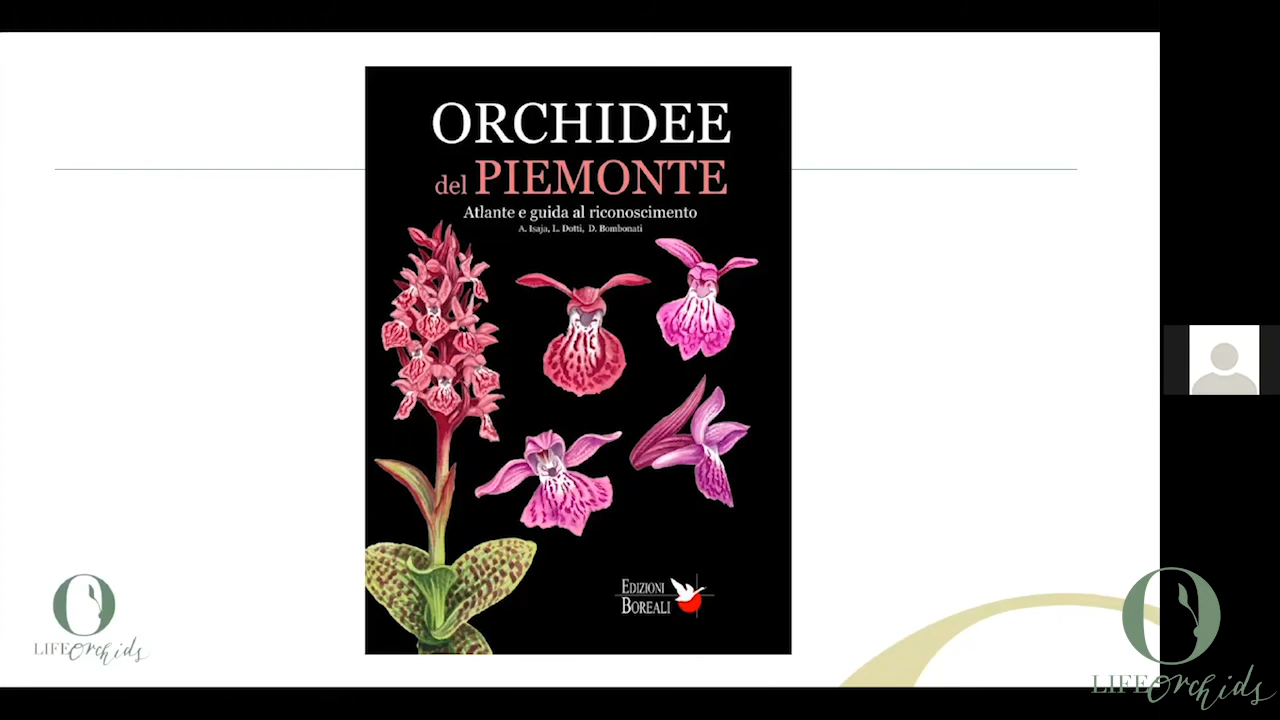 ORCHIDEE
del PIEMONTE
Atlante e guida al riconoscimento
A. Isaja, L. Dotti, D. Bombonati
EDIZIONI
BOREALI
O
LIFE orchids
O
LIFE orchids